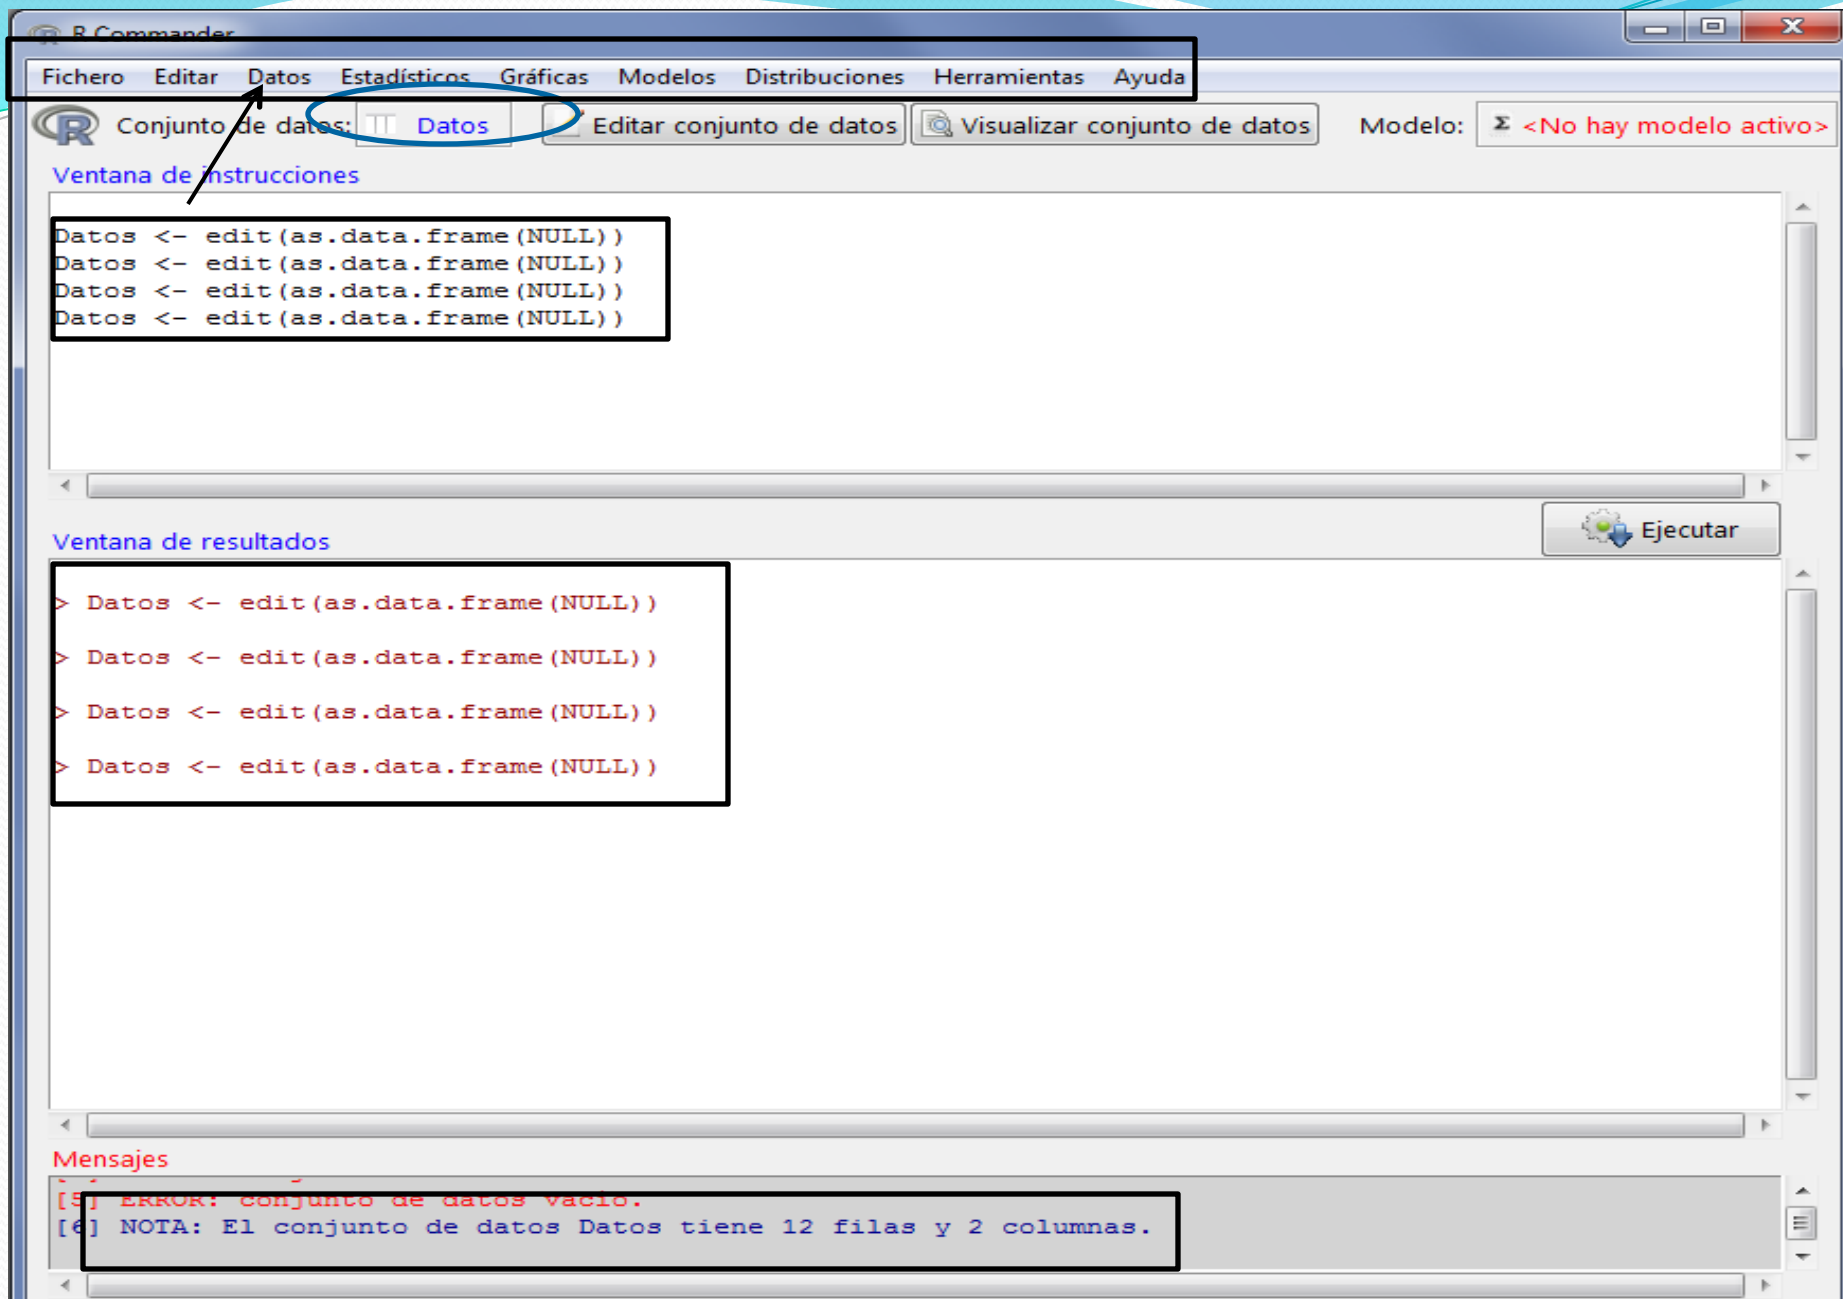 R Commander
Fichero Editar Datos Estadísticos Gráficas Modelos Distribuciones Herramientas Ayuda
R Conjunto de datos: Datos Editar conjunto de datos Visualizar conjunto de datos Modelo: Σ <No hay modelo activo>
Ventana de instrucciones
Datos <- edit(as.data.frame(NULL))
Datos <- edit(as.data.frame(NULL))
Datos <- edit(as.data.frame(NULL))
Datos <- edit(as.data.frame(NULL))
Ejecutar
Ventana de resultados
> Datos <- edit(as.data.frame(NULL))
> Datos <- edit(as.data.frame(NULL))
> Datos <- edit(as.data.frame(NULL))
> Datos <- edit(as.data.frame(NULL))
Mensajes
[5] ERROR: conjunto de datos vacío.
[6] NOTA: El conjunto de datos Datos tiene 12 filas y 2 columnas.